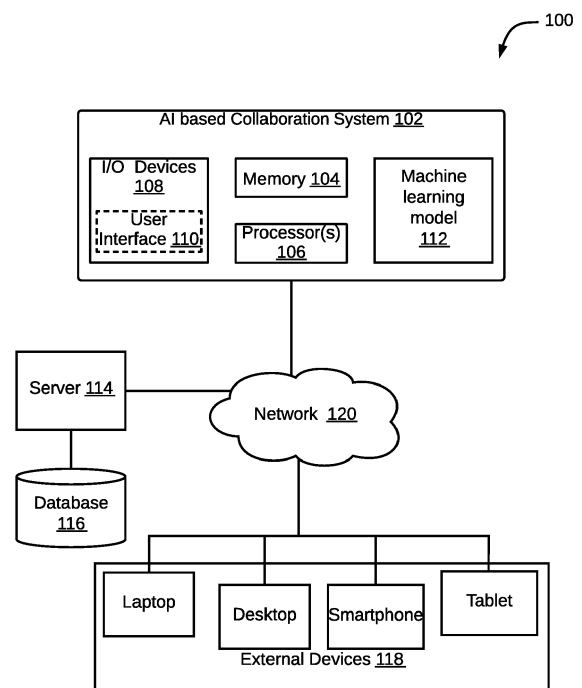 100
AI based Collaboration System 102
I/O Devices
108
User
Interface 110
Memory 104
Processor(s)
106
Machine
learning
model
112
Server 114
Network 120
Database
116
Laptop
Desktop
Smartphone
Tablet
External Devices 118